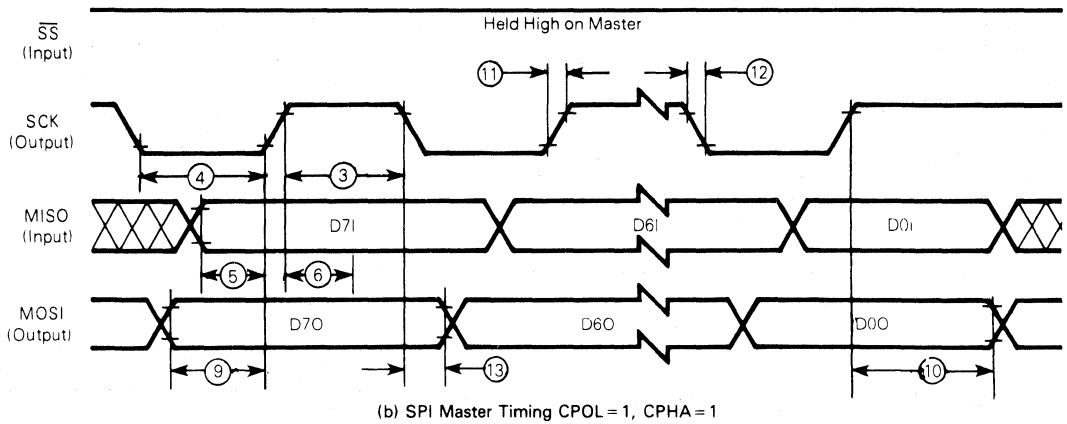 Held High on Master
SS
(Input)
11
12
SCK
(Output)
4
3
MISO
(Input)
D7I
D6I
D0I
5
6
MOSI
(Output)
D7O
D6O
D0O
9
13
10
(b) SPI Master Timing CPOL = 1, CPHA = 1